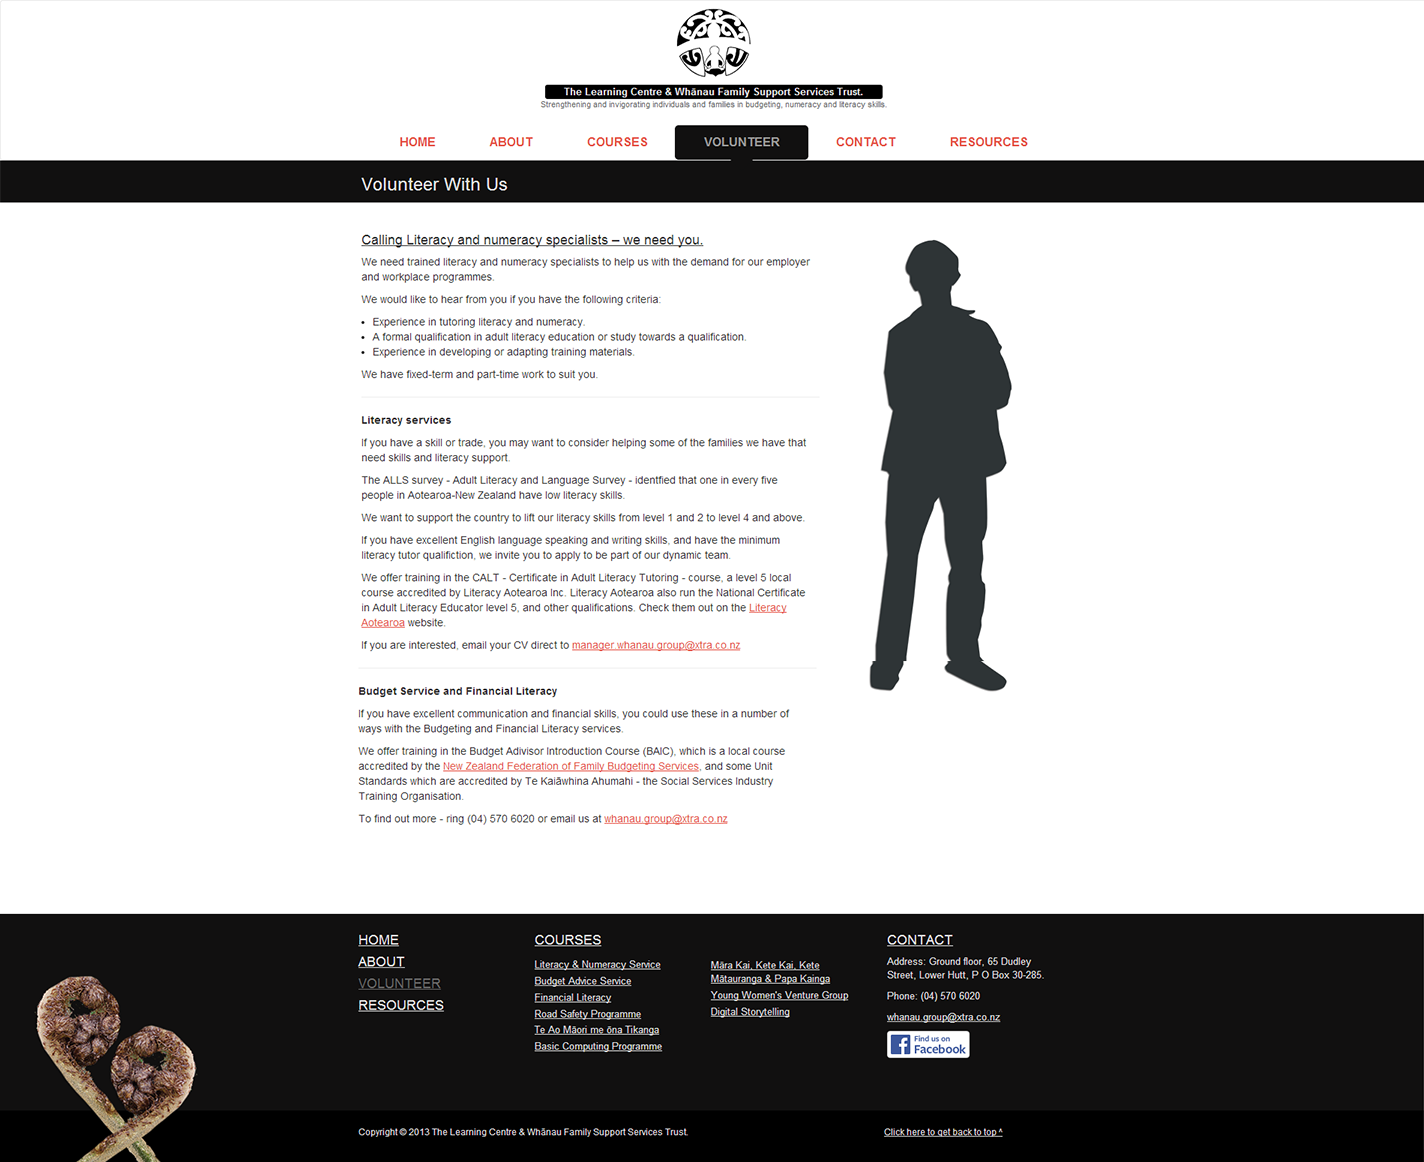 The Learning Centre & Whānau Family Support Services Trust.
Strengthening and invigorating individuals and families in budgeting, numeracy and literacy skills.
HOME ABOUT COURSES VOLUNTEER CONTACT RESOURCES
Volunteer With Us
Calling Literacy and numeracy specialists – we need you.
We need trained literacy and numeracy specialists to help us with the demand for our employer
and workplace programmes.
We would like to hear from you if you have the following criteria:
• Experience in tutoring literacy and numeracy.
• A formal qualification in adult literacy education or study towards a qualification.
• Experience in developing or adapting training materials.
We have fixed-term and part-time work to suit you.
Literacy services
If you have a skill or trade, you may want to consider helping some of the families we have that
need skills and literacy support.
The ALLS survey - Adult Literacy and Language Survey - identfied that one in every five
people in Aotearoa-New Zealand have low literacy skills.
We want to support the country to lift our literacy skills from level 1 and 2 to level 4 and above.
If you have excellent English language speaking and writing skills, and have the minimum
literacy tutor qualifiction, we invite you to apply to be part of our dynamic team.
We offer training in the CALT - Certificate in Adult Literacy Tutoring - course, a level 5 local
course accredited by Literacy Aotearoa Inc. Literacy Aotearoa also run the National Certificate
in Adult Literacy Educator level 5, and other qualifications. Check them out on the Literacy
Aotearoa website.
If you are interested, email your CV direct to manager.whanau.group@xtra.co.nz
Budget Service and Financial Literacy
If you have excellent communication and financial skills, you could use these in a number of
ways with the Budgeting and Financial Literacy services.
We offer training in the Budget Adivisor Introduction Course (BAIC), which is a local course
accredited by the New Zealand Federation of Family Budgeting Services, and some Unit
Standards which are accredited by Te Kaiāwhina Ahumahi - the Social Services Industry
Training Organisation.
To find out more - ring (04) 570 6020 or email us at whanau.group@xtra.co.nz
HOME
ABOUT
VOLUNTEER
RESOURCES
COURSES
Literacy & Numeracy Service
Budget Advice Service
Financial Literacy
Road Safety Programme
Te Ao Māori me ōna Tikanga
Basic Computing Programme
Māra Kai, Kete Kai, Kete
Mātauranga & Papa Kainga
Young Women's Venture Group
Digital Storytelling
CONTACT
Address: Ground floor, 65 Dudley
Street, Lower Hutt, P O Box 30-285.
Phone: (04) 570 6020
whanau.group@xtra.co.nz
Find us on
Facebook
Copyright © 2013 The Learning Centre & Whānau Family Support Services Trust.
Click here to get back to top ^